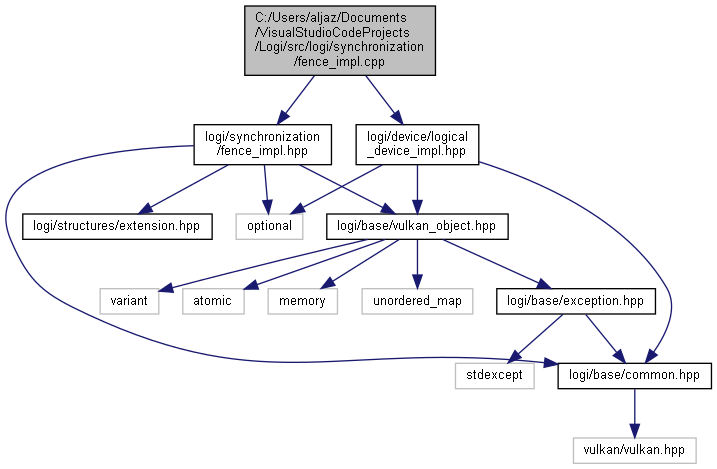 C:/Users/aljaz/Documents
/VisualStudioCodeProjects
/Logi/src/logi/synchronization
/fence_impl.cpp
logi/synchronization
/fence_impl.hpp
logi/device/logical
_device_impl.hpp
logi/structures/extension.hpp
optional
logi/base/vulkan_object.hpp
variant
atomic
memory
unordered_map
logi/base/exception.hpp
stdexcept
logi/base/common.hpp
vulkan/vulkan.hpp